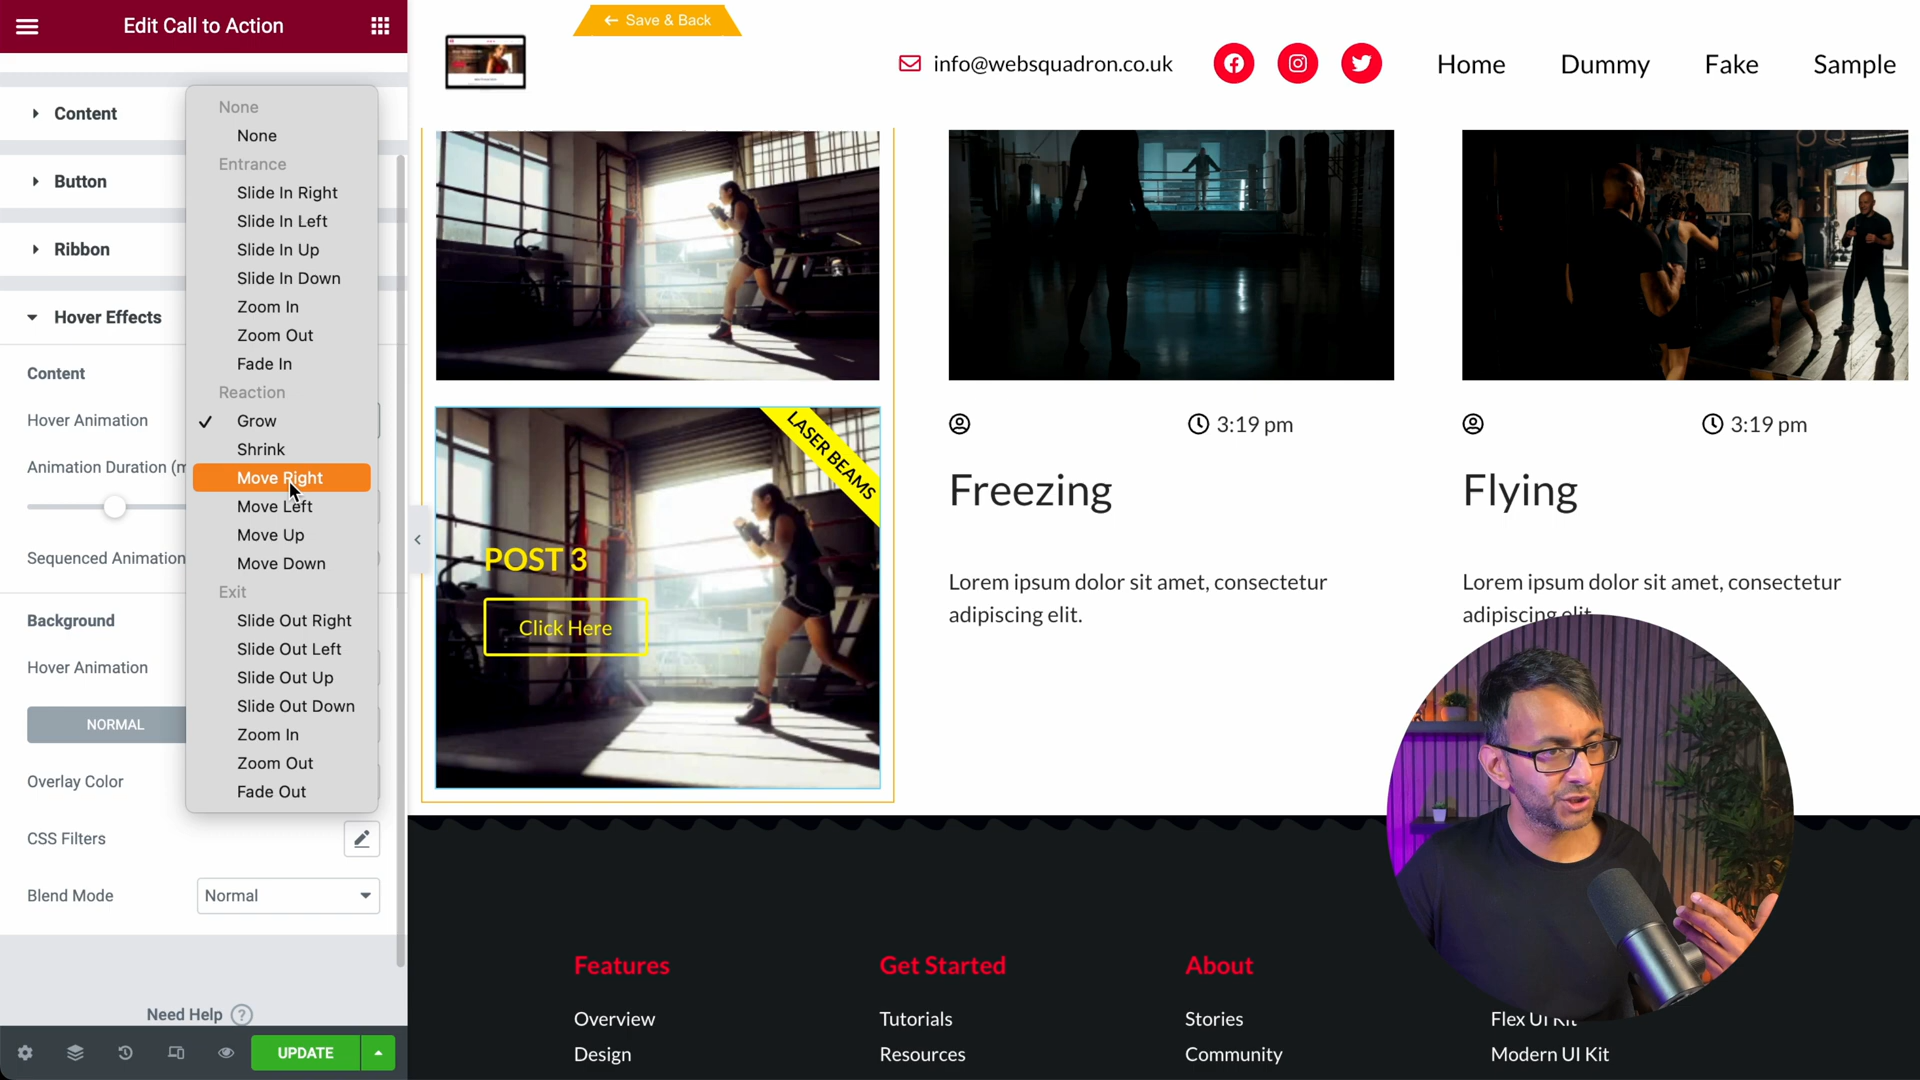 Edit Call to Action
Content
Button
Ribbon
Hover Effects
Content
Hover Animation
Animation Duration (m
Sequenced Animation
Background
Hover Animation
NORMAL
Overlay Color
CSS Filters
Blend Mode
Normal
Need Help ?
UPDATE
None
None
Entrance
Slide In Right
Slide In Left
Slide In Up
Slide In Down
Zoom In
Zoom Out
Fade In
Reaction
Grow
Shrink
Move Right
Move Left
Move Up
Move Down
Exit
Slide Out Right
Slide Out Left
Slide Out Up
Slide Out Down
Zoom In
Zoom Out
Fade Out
Save & Back
info@websquadron.co.uk
Home
Dummy
Fake
Sample
LASER BEAMS
POST 3
Click Here
3:19 pm
Freezing
Lorem ipsum dolor sit amet, consectetur
adipiscing elit.
3:19 pm
Flying
Lorem ipsum dolor sit amet, consectetur
adipiscing elit.
Features
Overview
Design
Get Started
Tutorials
Resources
About
Stories
Community
Flex UI Kit
Modern UI Kit